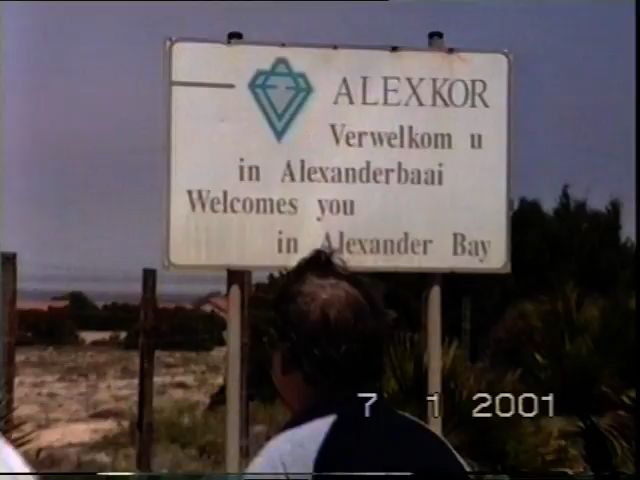 ALEXKOR
Verwelkom u
in Alexanderbaai
Welcomes you
in Alexander Bay
7 1 2001